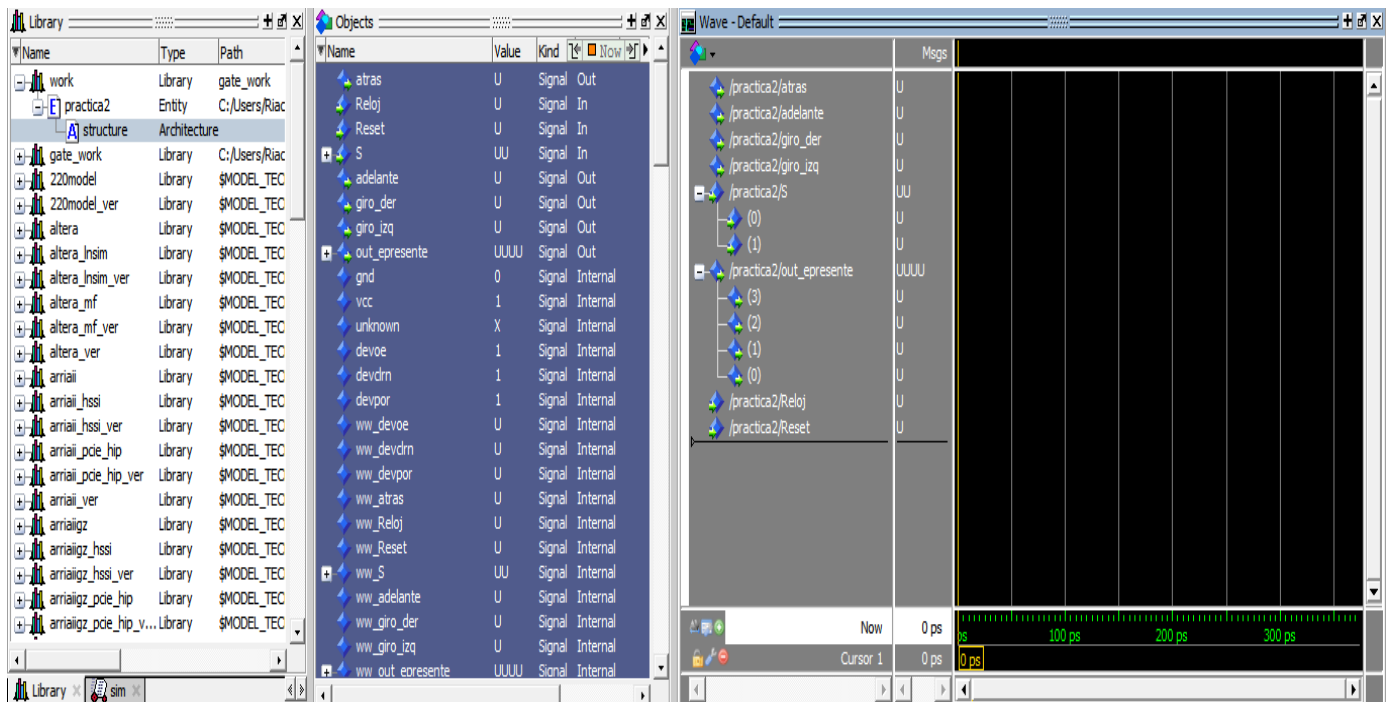 Library
Name Type Path
work Library gate_work
practica2 Entity C:/Users/Riac
structure Architecture
gate_work Library C:/Users/Riac
220model Library $MODEL_TEC
220model_ver Library $MODEL_TEC
altera Library $MODEL_TEC
altera_lnsim Library $MODEL_TEC
altera_lnsim_ver Library $MODEL_TEC
altera_mf Library $MODEL_TEC
altera_mf_ver Library $MODEL_TEC
altera_ver Library $MODEL_TEC
arriaii Library $MODEL_TEC
arriaii_hssi Library $MODEL_TEC
arriaii_hssi_ver Library $MODEL_TEC
arriaii_pcie_hip Library $MODEL_TEC
arriaii_pcie_hip_ver Library $MODEL_TEC
arriaii_ver Library $MODEL_TEC
arriaiigz Library $MODEL_TEC
arriaiigz_hssi Library $MODEL_TEC
arriaiigz_hssi_ver Library $MODEL_TEC
arriaiigz_pcie_hip Library $MODEL_TEC
arriaiigz_pcie_hip_v... Library $MODEL_TEC
Library sim
Objects
Name Value Kind Now
atras U Signal Out
Reloj U Signal In
Reset U Signal In
S UU Signal In
adelante U Signal Out
giro_der U Signal Out
giro_izq U Signal Out
out_epresente UUUU Signal Out
gnd 0 Signal Internal
vcc 1 Signal Internal
unknown X Signal Internal
devoe 1 Signal Internal
devclrn 1 Signal Internal
devpor 1 Signal Internal
ww_devoe U Signal Internal
ww_devclrn U Signal Internal
ww_devpor U Signal Internal
ww_atras U Signal Internal
ww_Reloj U Signal Internal
ww_Reset U Signal Internal
ww_S UU Signal Internal
ww_adelante U Signal Internal
ww_giro_der U Signal Internal
ww_giro_izq U Signal Internal
ww_out_epresente UUUU Signal Internal
Wave - Default
Msgs
/practica2/atras U
/practica2/adelante U
/practica2/giro_der U
/practica2/giro_izq U
/practica2/S UU
(0) U
(1) U
/practica2/out_epresente UUUU
(3) U
(2) U
(1) U
(0) U
/practica2/Reloj U
/practica2/Reset U
Now 0 ps ps 100 ps 200 ps 300 ps
Cursor 1 0 ps 0 ps